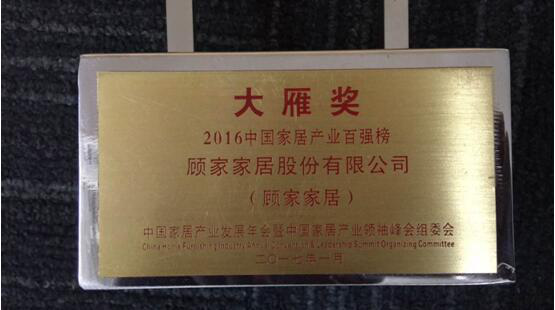 大雁奖
2016中国家居产业百强榜
顾家家居股份有限公司
（顾家家居）
中国家居产业发展年会暨中国家居产业领袖峰会组委会
China Home Furnishing Industry Annual Convention & Leadership Summit Organizing Committee
二〇一七年一月